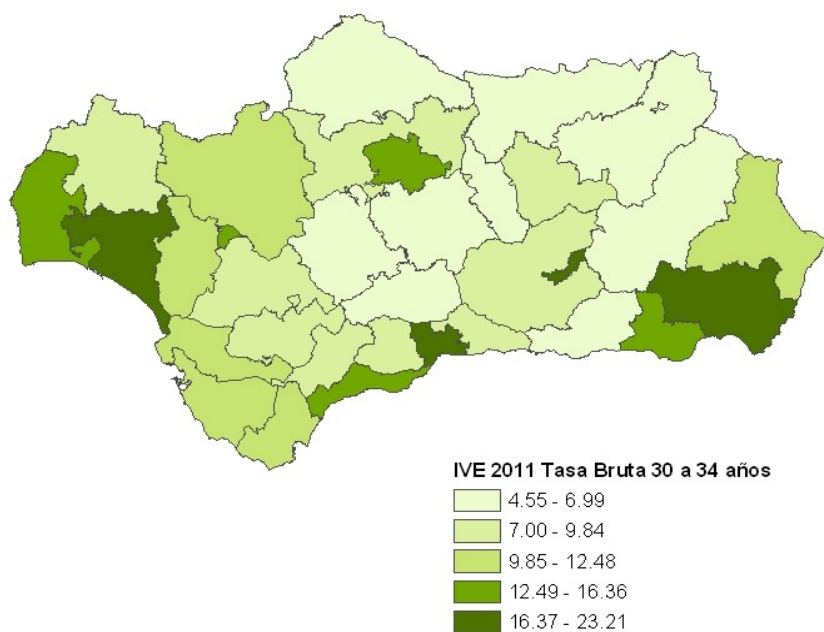 IVE 2011 Tasa Bruta 30 a 34 años
4.55 - 6.99
7.00 - 9.84
9.85 - 12.48
12.49 - 16.36
16.37 - 23.21